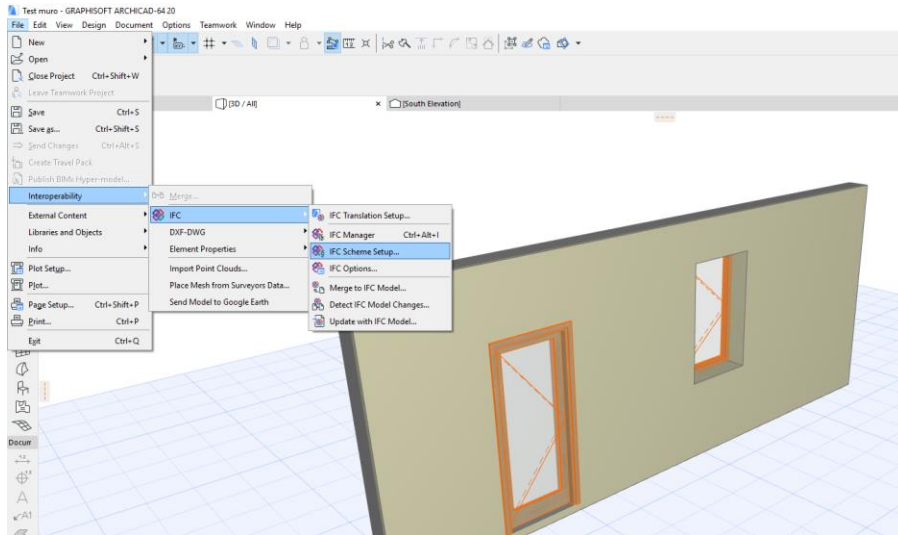 Test muro - GRAPHISOFT ARCHICAD-64 20
File Edit View Design Document Options Teamwork Window Help
New
Open
Close Project Ctrl+Shift+W
Leave Teamwork Project
[3D / All]
[South Elevation]
Save Ctrl+S
Save as... Ctrl+Shift+S
Send Changes Ctrl+Alt+S
Create Travel Pack
Publish BIMx Hyper-model...
Interoperability
Merge...
External Content
IFC
IFC Translation Setup...
Libraries and Objects
DXF-DWG
IFC Manager Ctrl+Alt+I
Info
Element Properties
IFC Scheme Setup...
Plot Setup...
Import Point Clouds...
IFC Options...
Plot...
Place Mesh from Surveyors Data...
Merge to IFC Model...
Page Setup... Ctrl+Shift+P
Send Model to Google Earth
Detect IFC Model Changes...
Print... Ctrl+P
Update with IFC Model...
Exit Ctrl+Q
Docum
1.2
A
A1